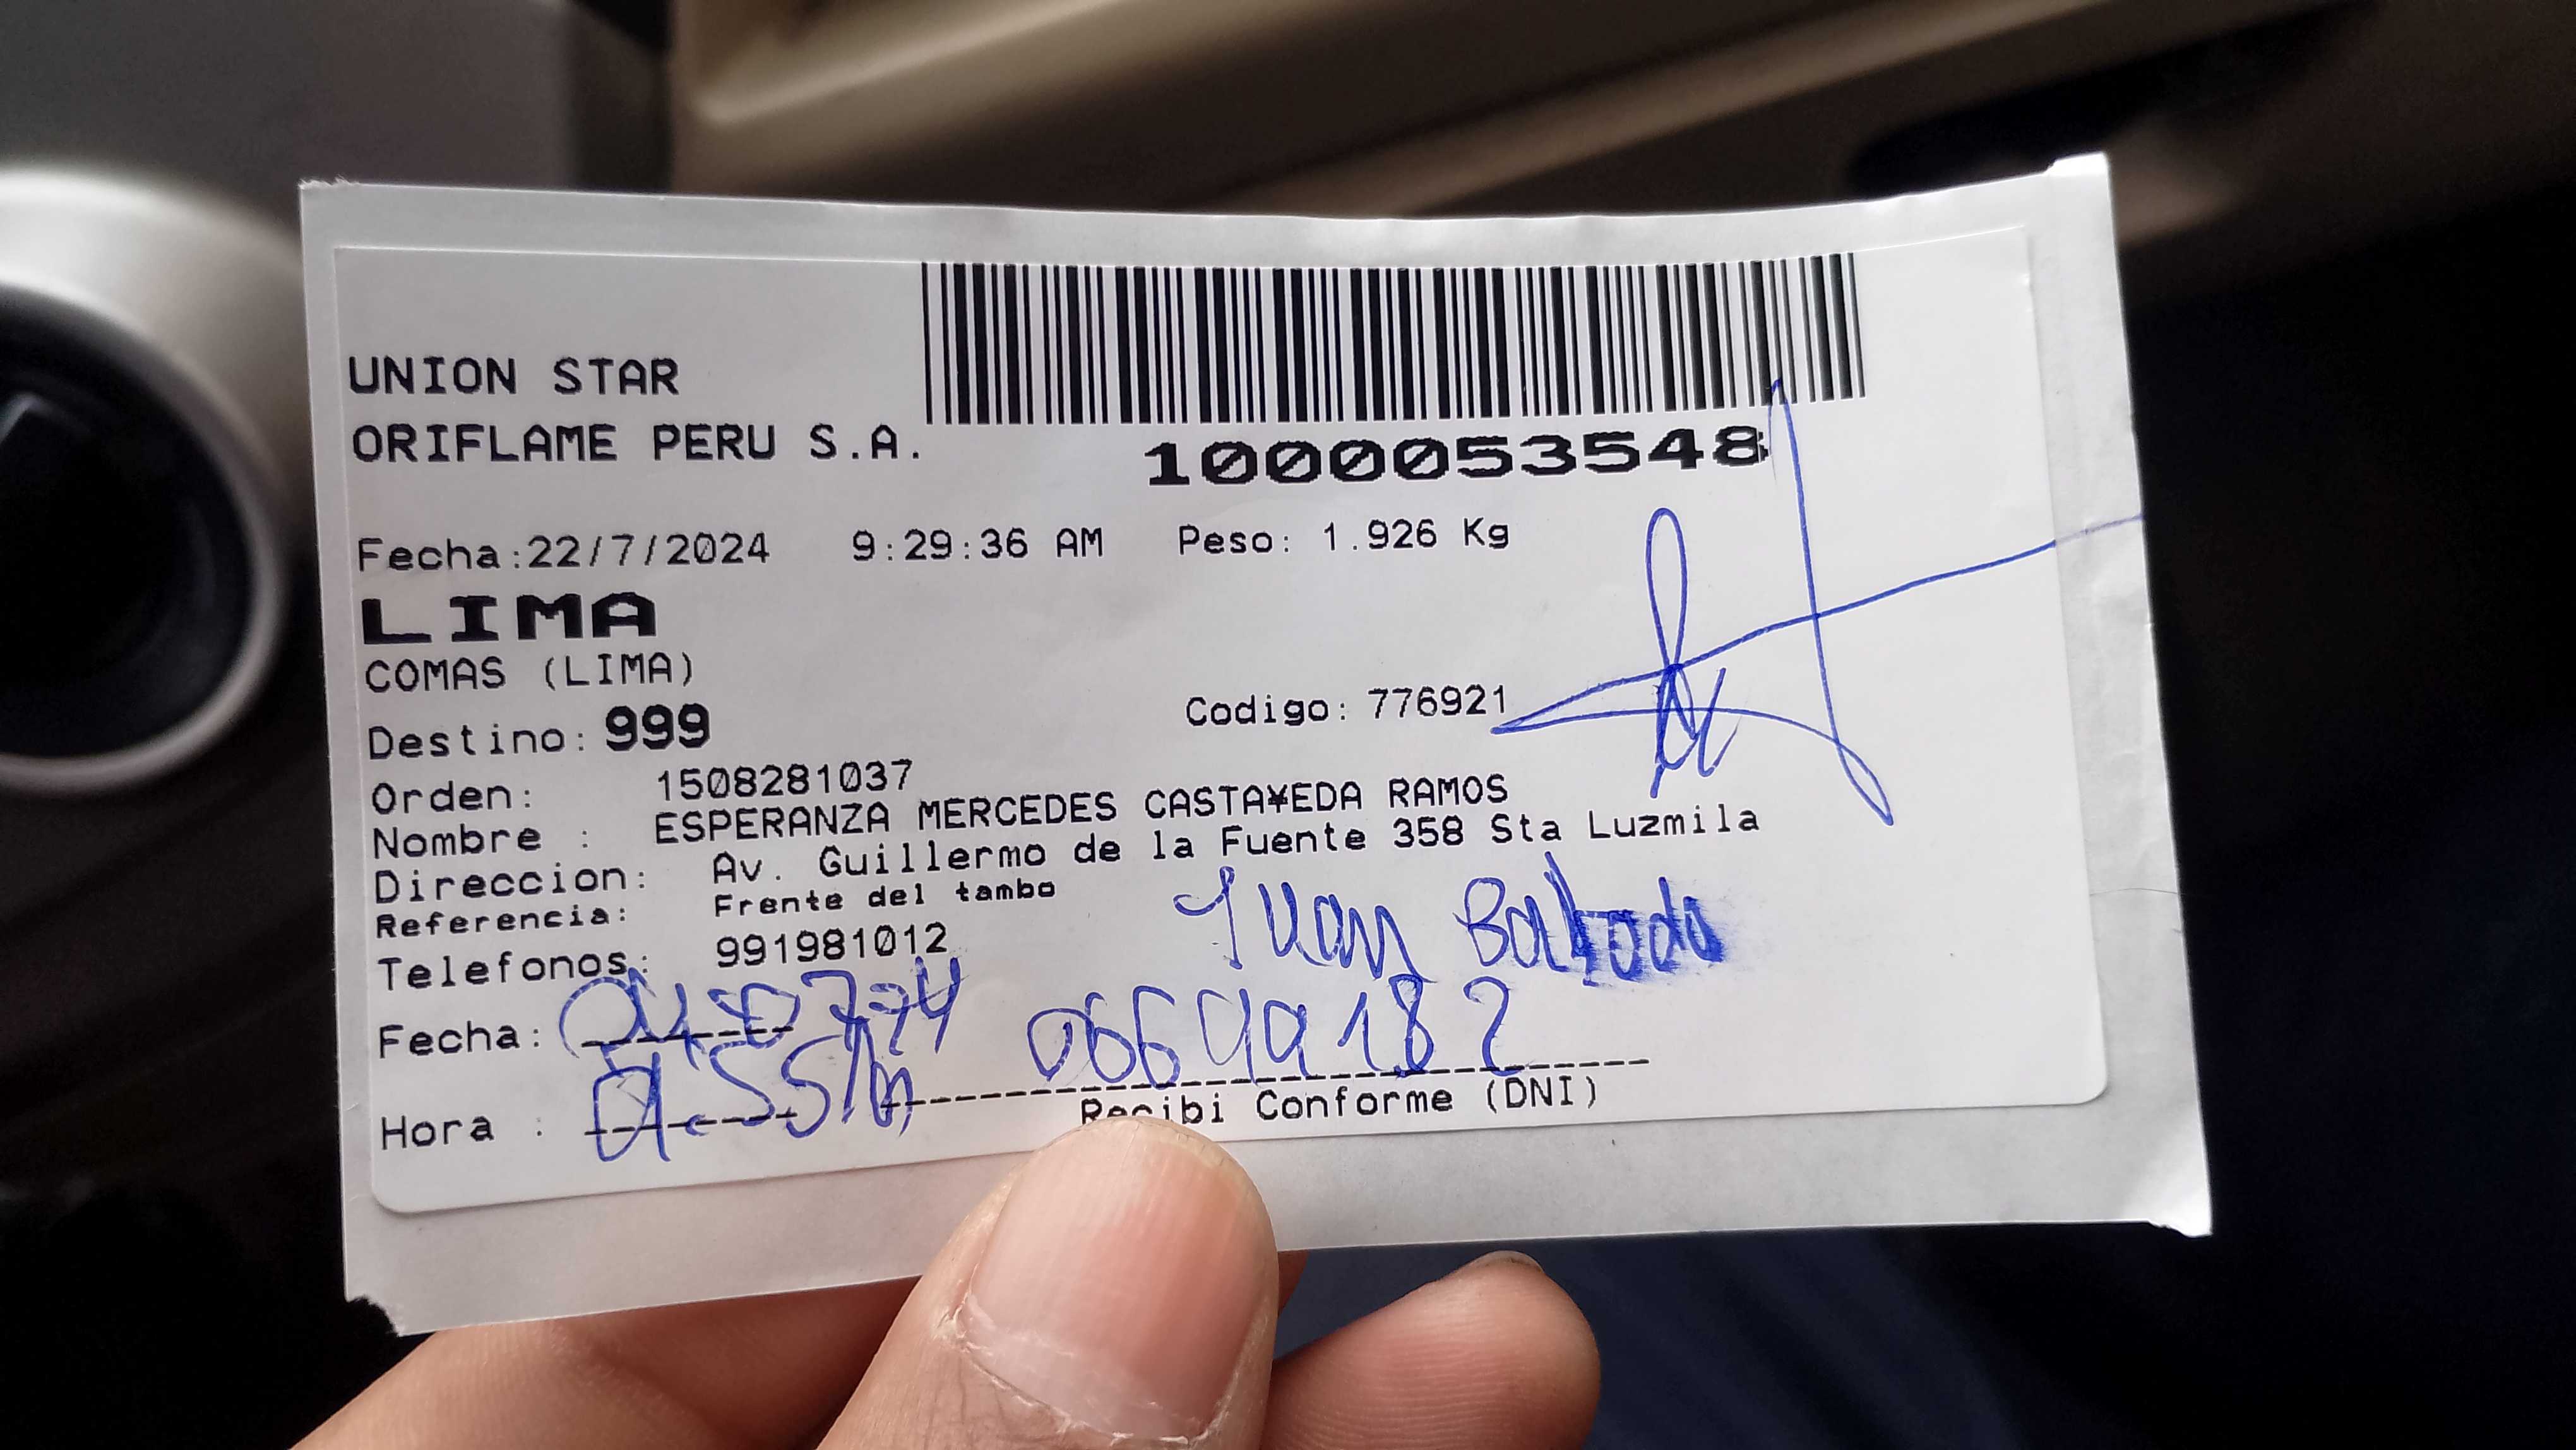 UNION STAR
ORIFLAME PERU S.A.
1000053548
Fecha:22/7/2024 9:29:36 AM Peso: 1.926 Kg
LIMA
COMAS (LIMA)
Destino: 999 Codigo: 776921
Orden: 1508281037
Nombre : ESPERANZA MERCEDES CASTA¥EDA RAMOS
Direccion: Av. Guillermo de la Fuente 358 Sta Luzmila
Referencia: Frente del tambo
Telefonos: 991981012
Juan
Fecha:
Hora :
Recibi Conforme (DNI)